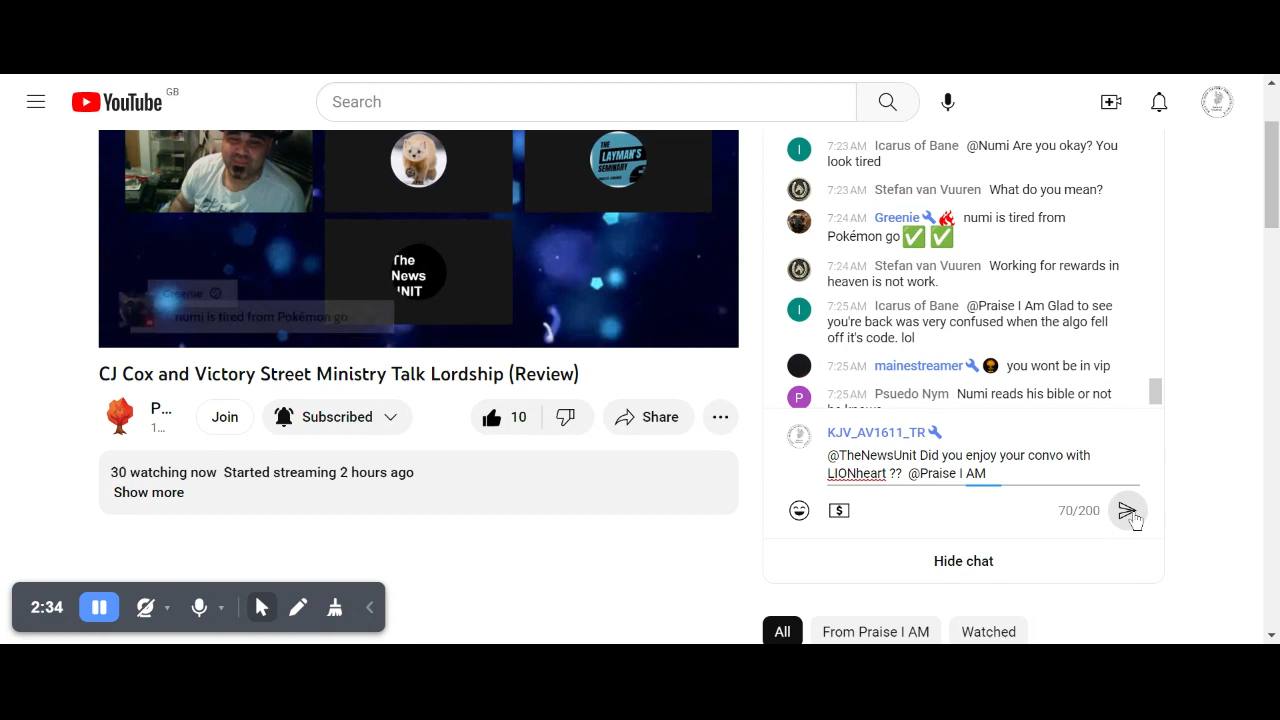 YouTube GB
Search
THE
LAYMAN'S
SEMINARY
The
News
UNIT
Greenie
numi is tired from Pokémon go
CJ Cox and Victory Street Ministry Talk Lordship (Review)
P...
1...
Join
Subscribed
10
Share
30 watching now Started streaming 2 hours ago
Show more
2:34
7:23 AM Icarus of Bane @Numi Are you okay? You
look tired
7:23 AM Stefan van Vuuren What do you mean?
7:24 AM Greenie numi is tired from
Pokémon go
7:24 AM Stefan van Vuuren Working for rewards in
heaven is not work.
I
7:25 AM Icarus of Bane @Praise I Am Glad to see
you're back was very confused when the algo fell
off it's code. lol
7:25 AM mainestreamer you wont be in vip
P
7:25 AM Psuedo Nym Numi reads his bible or not
KJV_AV1611_TR
@TheNewsUnit Did you enjoy your convo with
LIONheart ?? @Praise I AM
70/200
Hide chat
All
From Praise I AM
Watched